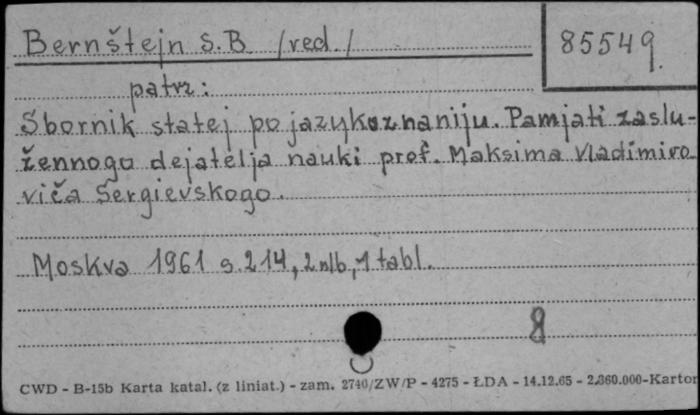 Bernštejn S.B /red./
85549.
patrz:
Sbornik statej po jazykoznaniju. Pamjati zaslu-
žennogo dejatelja nauki prof. Maksima Vladimiro
viča Sergievskogo.
Moskva 1961 s.214, 2 nlb, 1 tabl.
8
CWD - B-15b Karta katal. (z liniat.) - zam. 2740/ZW/P - 4275 - ŁDA - 14.12.65 - 2.360.000-Karton